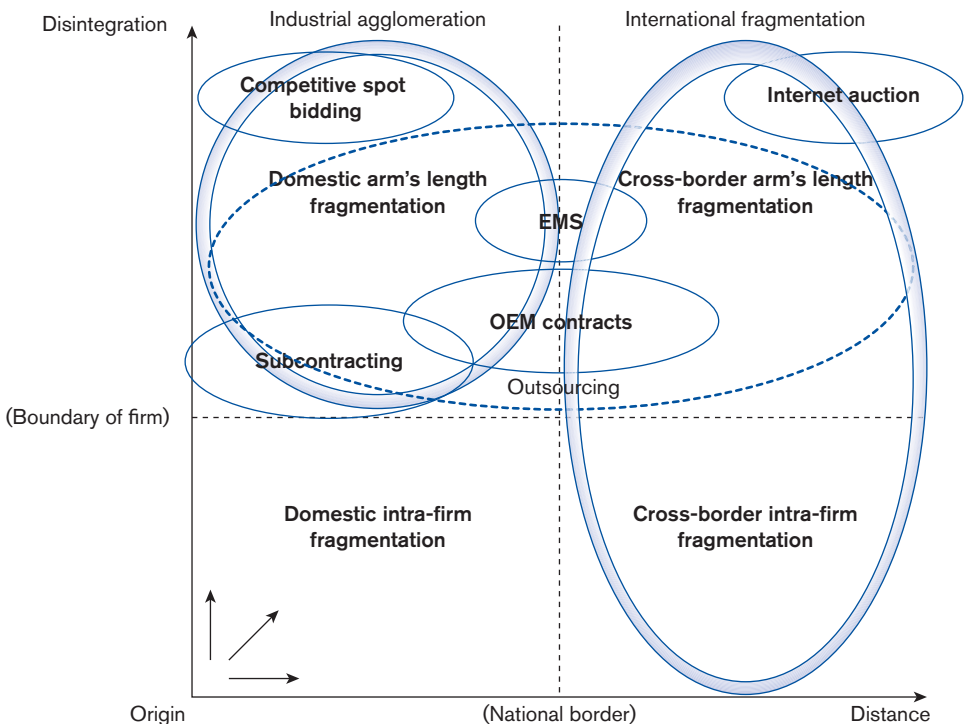 Disintegration
Industrial agglomeration
International fragmentation
Competitive spot
bidding
Internet auction
Domestic arm's length
fragmentation
Cross-border arm's length
fragmentation
EMS
OEM contracts
Subcontracting
Outsourcing
(Boundary of firm)
Domestic intra-firm
fragmentation
Cross-border intra-firm
fragmentation
Origin
(National border)
Distance